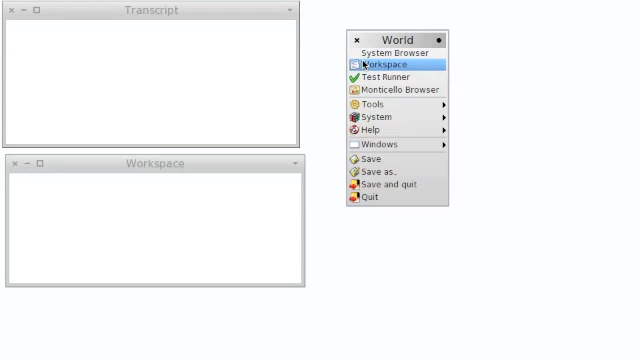 Transcript
Workspace
World
System Browser
Workspace
Test Runner
Monticello Browser
Tools
System
Help
Windows
Save
Save as..
Save and quit
Quit